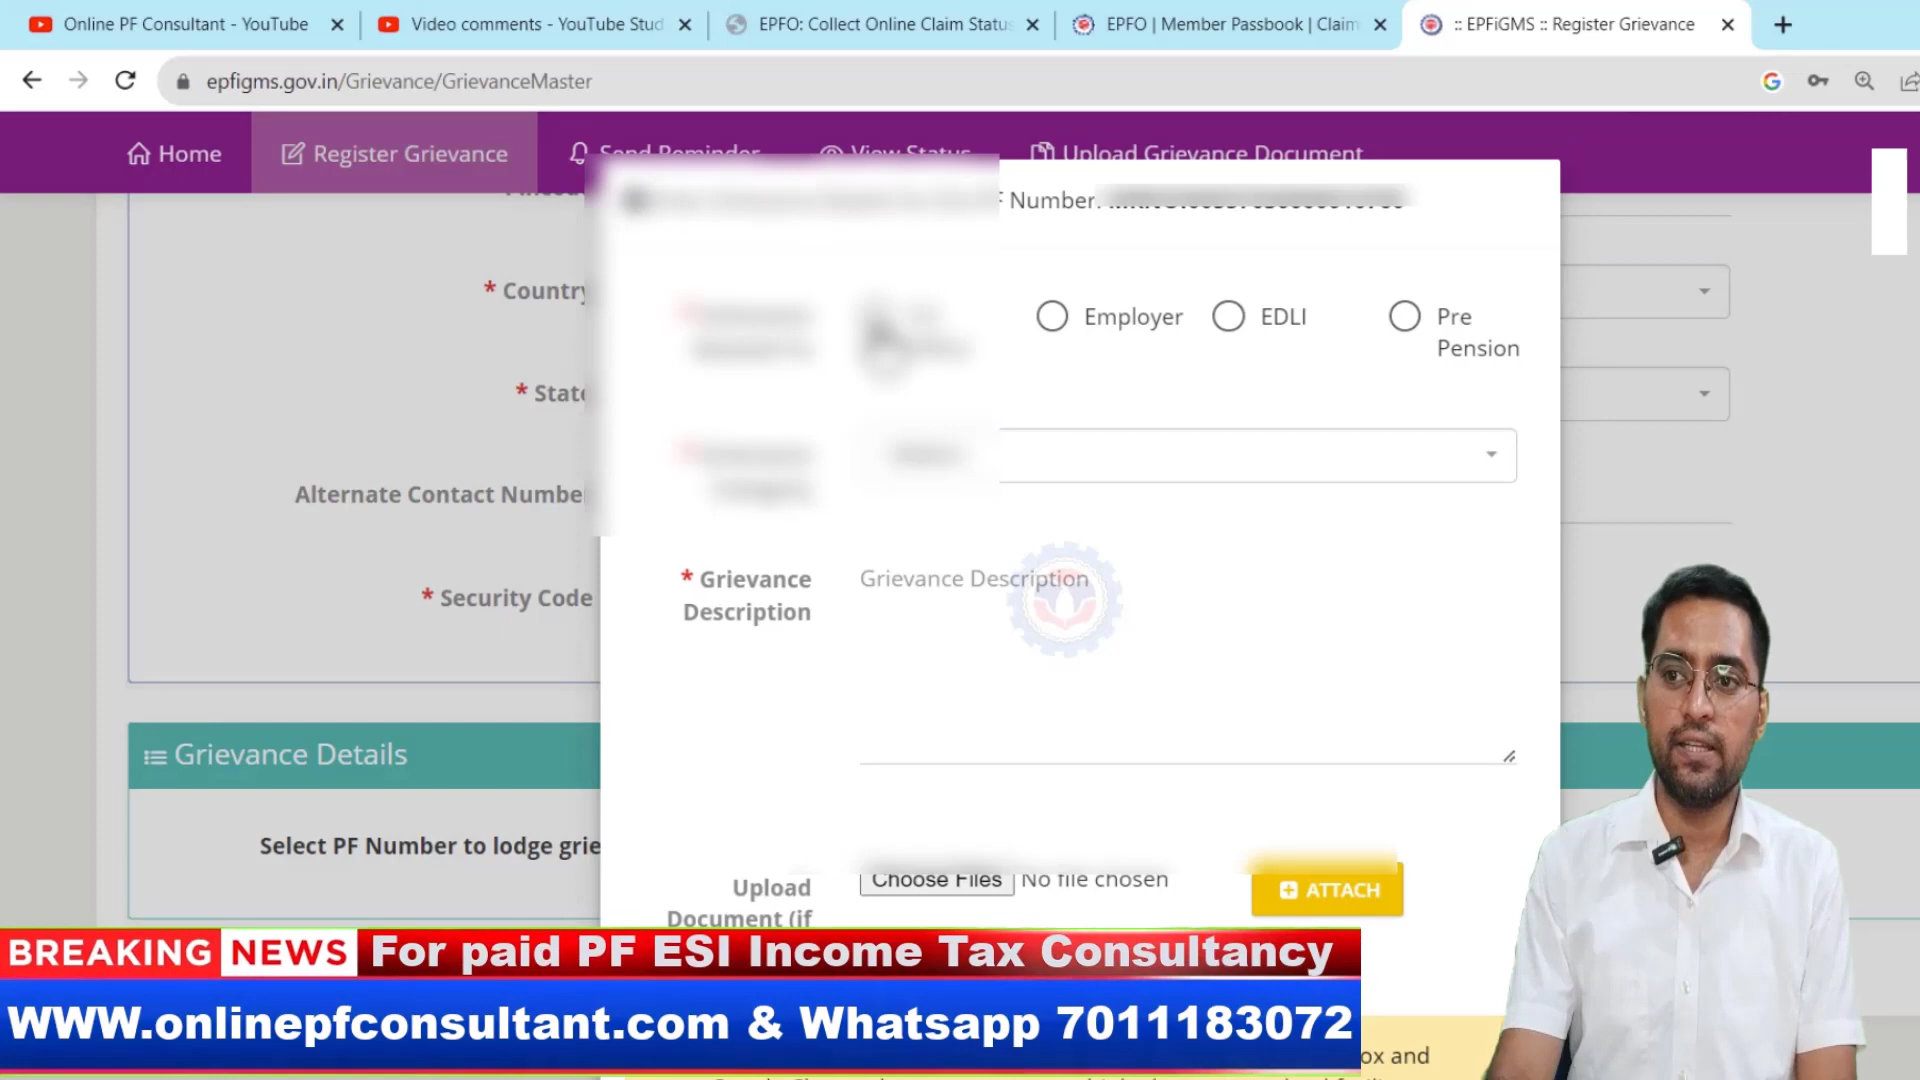 Online PF Consultant - YouTube
Video comments - YouTube Stud
EPFO: Collect Online Claim Status
EPFO | Member Passbook | Claim
:: EPFiGMS :: Register Grievance
epfigms.gov.in/Grievance/GrievanceMaster
Home
Register Grievance
Send Reminder
View Status
Upload Grievance Document
Number:
* Country
Employer
EDLI
Pre
Pension
* State
Alternate Contact Number
* Security Code
* Grievance
Description
Grievance Description
Grievance Details
Select PF Number to lodge grie
Upload
Document (if
Choose Files No file chosen
ATTACH
BREAKING NEWS For paid PF ESI Income Tax Consultancy
WWW.onlinepfconsultant.com & Whatsapp 7011183072
ox and